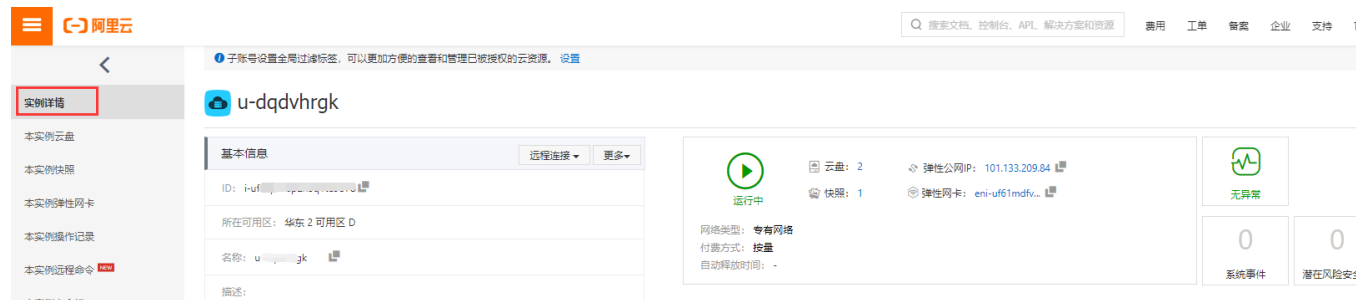 阿里云
搜索文档、控制台、API、解决方案和资源
费用 工单 备案 企业 支持
子账号设置全局过滤标签，可以更加方便的查看和管理已被授权的云资源。 设置
实例详情
u-dqdvhrgk
本实例云盘
本实例快照
本实例弹性网卡
本实例操作记录
本实例远程命令 NEW
基本信息
远程连接 更多
ID: i-uf
所在可用区: 华东 2 可用区 D
名称: u gk
描述:
运行中
云盘: 2
弹性公网IP: 101.133.209.84
快照: 1
弹性网卡: eni-uf61mdfv...
网络类型: 专有网络
付费方式: 按量
自动释放时间: -
无异常
0
系统事件
0
潜在风险安全